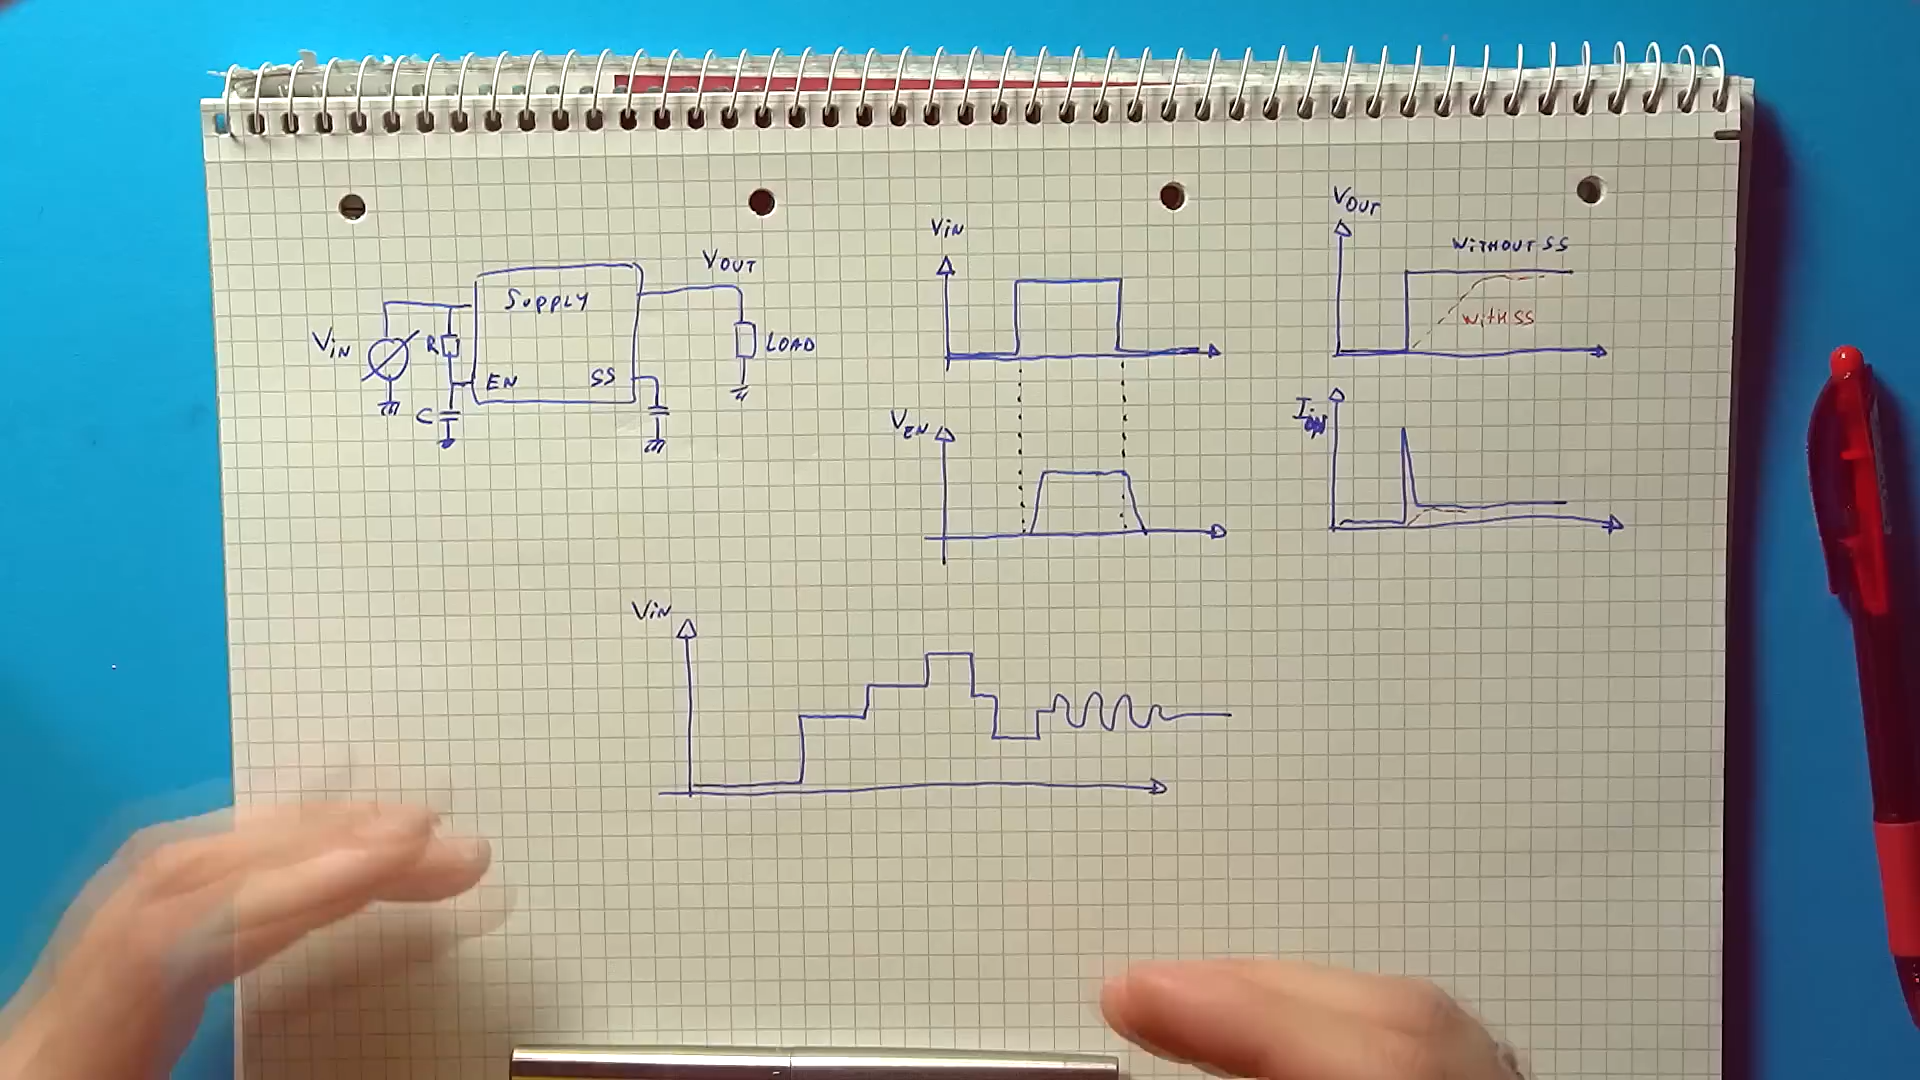 VOUT
Supply
VIN
R
LOAD
EN
SS
C
VIN
VEN
VOUT
WITHOUT SS
WITH SS
VIN